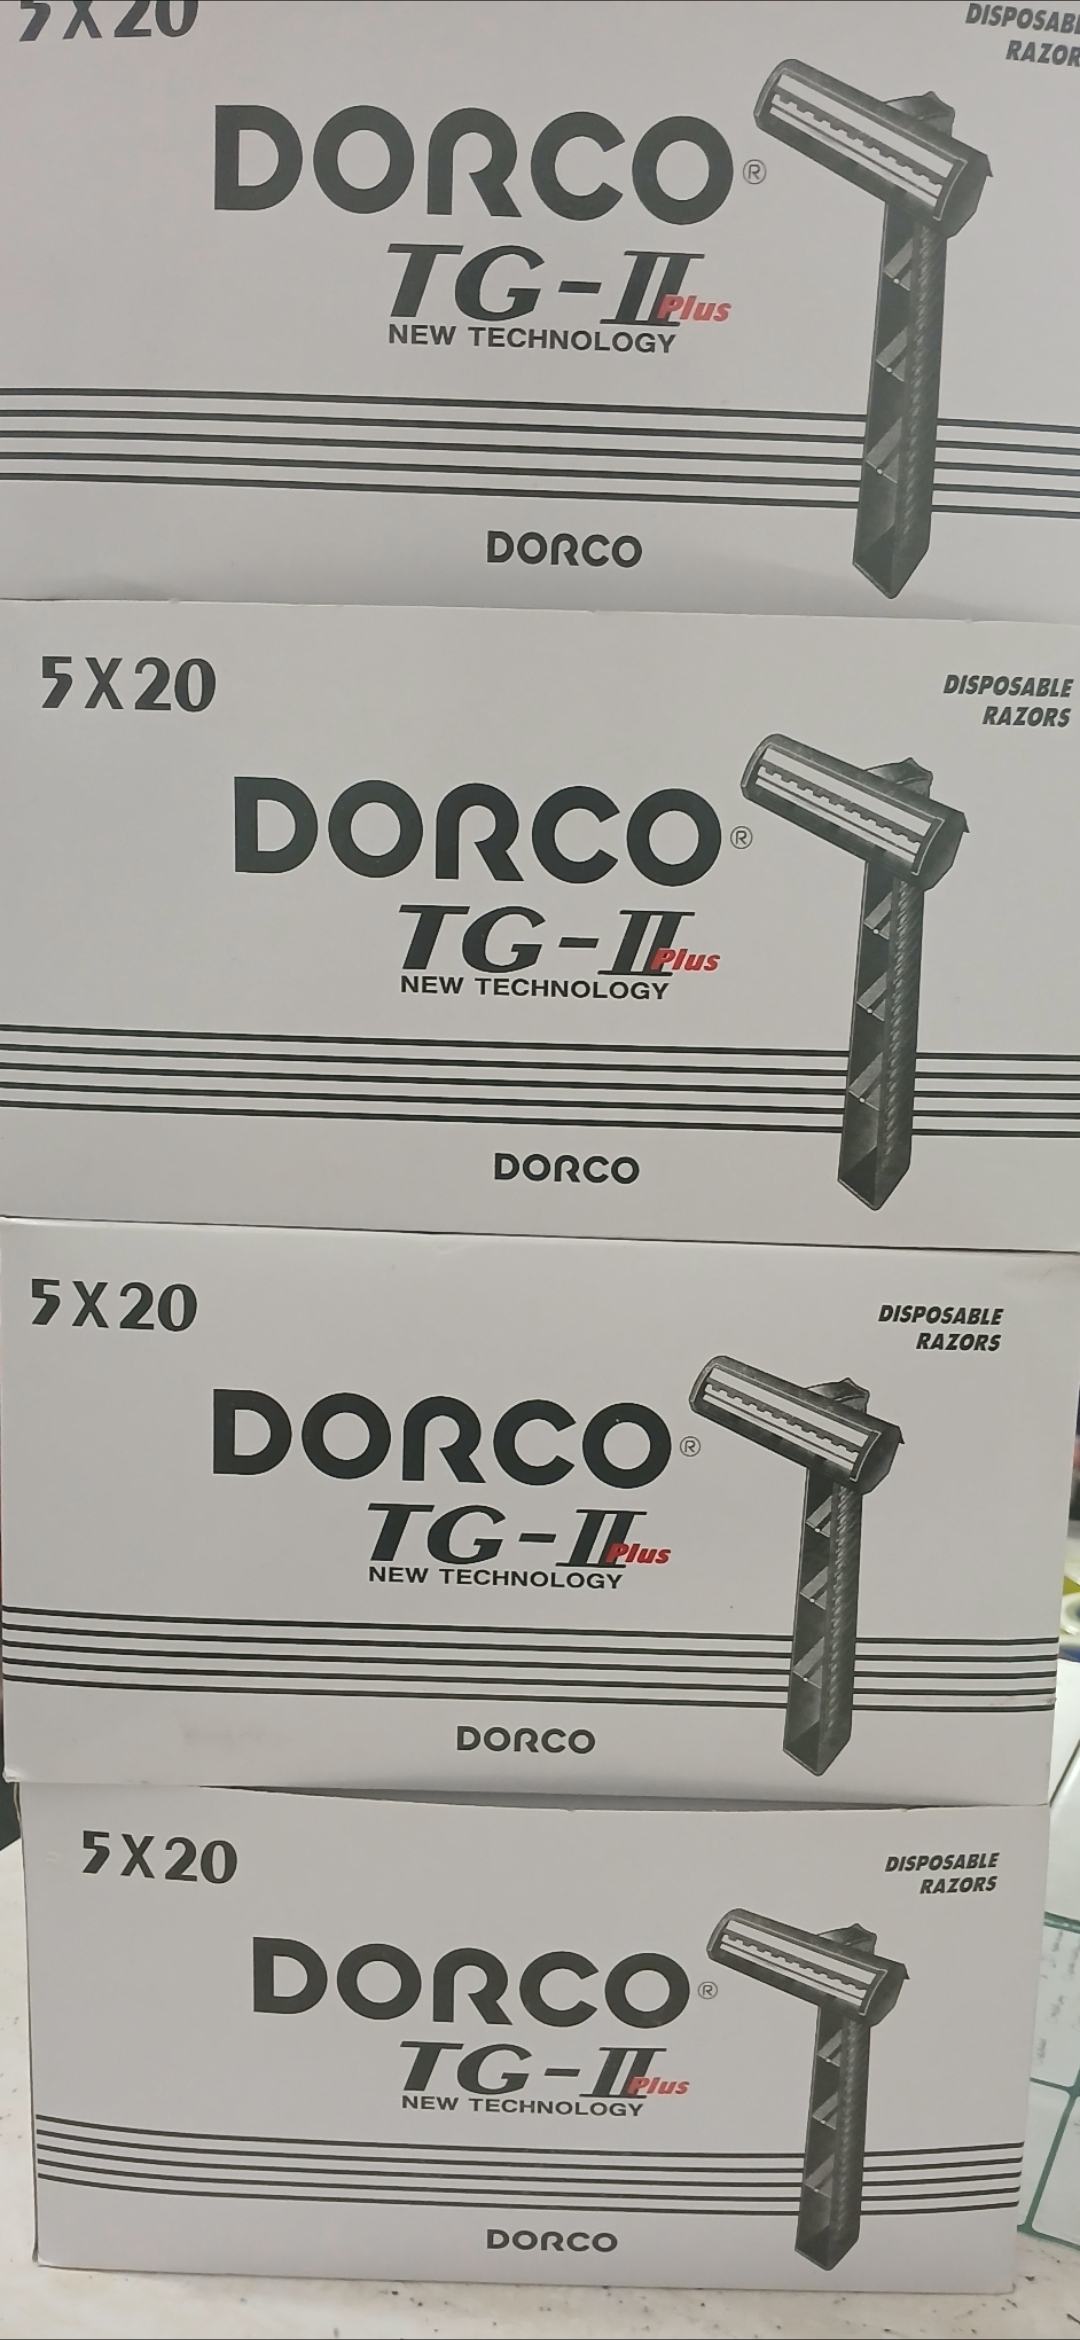 5X20
DISPOSABL
RAZOR
DORCO®
TG-II Plus
NEW TECHNOLOGY
DORCO
5X20
DISPOSABLE
RAZORS
DORCO®
TG-II Plus
NEW TECHNOLOGY
DORCO
5X20
DISPOSABLE
RAZORS
DORCO®
TG-II Plus
NEW TECHNOLOGY
DORCO
5X20
DISPOSABLE
RAZORS
DORCO®
TG-II Plus
NEW TECHNOLOGY
DORCO